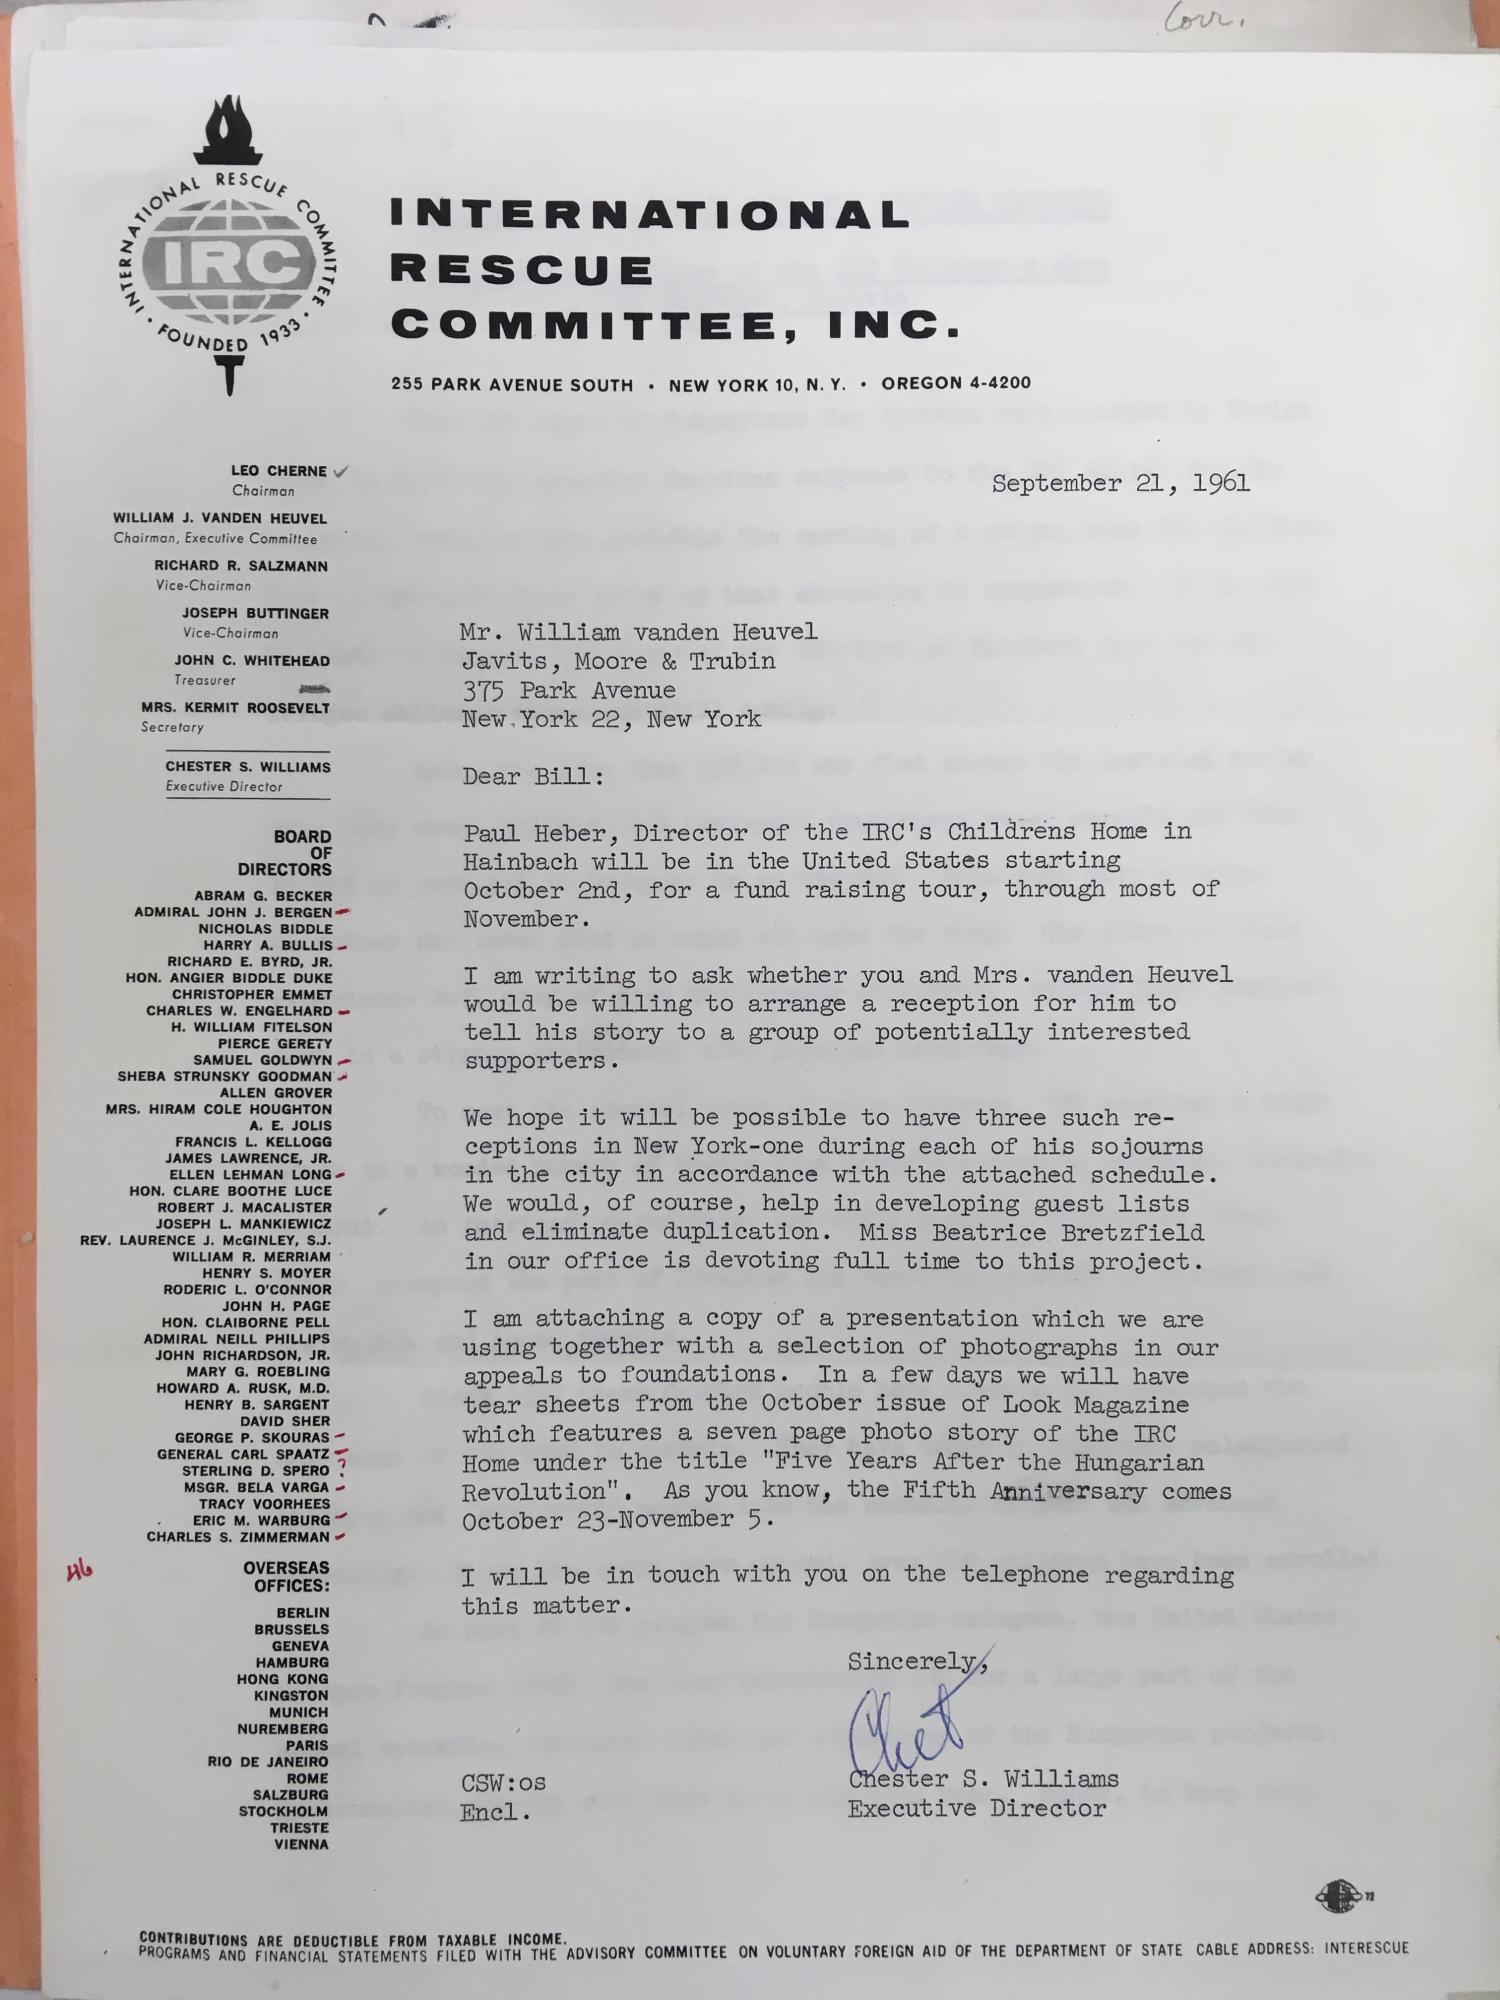 Corr.
INTERNATIONAL RESCUE COMMITTEE
IRC
FOUNDED 1933
INTERNATIONAL
RESCUE
COMMITTEE, INC.
255 PARK AVENUE SOUTH • NEW YORK 10, N. Y. • OREGON 4-4200
LEO CHERNE
Chairman
WILLIAM J. VANDEN HEUVEL
Chairman, Executive Committee
RICHARD R. SALZMANN
Vice-Chairman
JOSEPH BUTTINGER
Vice-Chairman
JOHN C. WHITEHEAD
Treasurer
MRS. KERMIT ROOSEVELT
Secretary
CHESTER S. WILLIAMS
Executive Director
BOARD
OF
DIRECTORS
ABRAM G. BECKER
ADMIRAL JOHN J. BERGEN
NICHOLAS BIDDLE
HARRY A. BULLIS
RICHARD E. BYRD, JR.
HON. ANGIER BIDDLE DUKE
CHRISTOPHER EMMET
CHARLES W. ENGELHARD
H. WILLIAM FITELSON
PIERCE GERETY
SAMUEL GOLDWYN
SHEBA STRUNSKY GOODMAN
ALLEN GROVER
MRS. HIRAM COLE HOUGHTON
A. E. JOLIS
FRANCIS L. KELLOGG
JAMES LAWRENCE, JR.
ELLEN LEHMAN LONG
HON. CLARE BOOTHE LUCE
ROBERT J. MACALISTER
JOSEPH L. MANKIEWICZ
REV. LAURENCE J. McGINLEY, S.J.
WILLIAM R. MERRIAM
HENRY S. MOYER
RODERIC L. O'CONNOR
JOHN H. PAGE
HON. CLAIBORNE PELL
ADMIRAL NEILL PHILLIPS
JOHN RICHARDSON, JR.
MARY G. ROEBLING
HOWARD A. RUSK, M.D.
HENRY B. SARGENT
DAVID SHER
GEORGE P. SKOURAS
GENERAL CARL SPAATZ
STERLING D. SPERO ?
MSGR. BELA VARGA
TRACY VOORHEES
ERIC M. WARBURG
CHARLES S. ZIMMERMAN
46
OVERSEAS
OFFICES:
BERLIN
BRUSSELS
GENEVA
HAMBURG
HONG KONG
KINGSTON
MUNICH
NUREMBERG
PARIS
RIO DE JANEIRO
ROME
SALZBURG
STOCKHOLM
TRIESTE
VIENNA
September 21, 1961
Mr. William vanden Heuvel
Javits, Moore & Trubin
375 Park Avenue
New York 22, New York
Dear Bill:
Paul Heber, Director of the IRC's Childrens Home in
Hainbach will be in the United States starting
October 2nd, for a fund raising tour, through most of
November.
I am writing to ask whether you and Mrs. vanden Heuvel
would be willing to arrange a reception for him to
tell his story to a group of potentially interested
supporters.
We hope it will be possible to have three such re-
ceptions in New York-one during each of his sojourns
in the city in accordance with the attached schedule.
We would, of course, help in developing guest lists
and eliminate duplication. Miss Beatrice Bretzfield
in our office is devoting full time to this project.
I am attaching a copy of a presentation which we are
using together with a selection of photographs in our
appeals to foundations. In a few days we will have
tear sheets from the October issue of Look Magazine
which features a seven page photo story of the IRC
Home under the title "Five Years After the Hungarian
Revolution". As you know, the Fifth Anniversary comes
October 23-November 5.
I will be in touch with you on the telephone regarding
this matter.
Sincerely,
Chet
Chester S. Williams
Executive Director
CSW:os
Encl.
72
CONTRIBUTIONS ARE DEDUCTIBLE FROM TAXABLE INCOME.
PROGRAMS AND FINANCIAL STATEMENTS FILED WITH THE ADVISORY COMMITTEE ON VOLUNTARY FOREIGN AID OF THE DEPARTMENT OF STATE CABLE ADDRESS: INTERESCUE